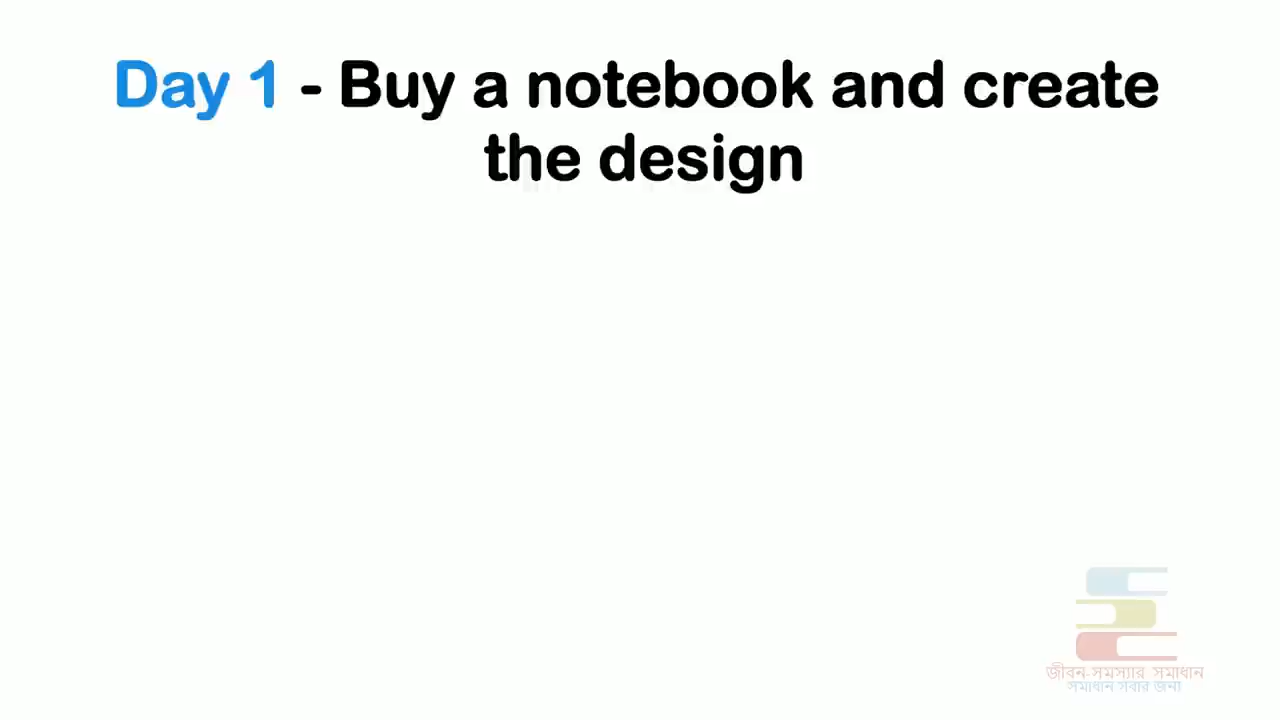 Day 1 - Buy a notebook and create
the design
জীবন-সমস্যার সমাধান
সমাধান সবার জন্য